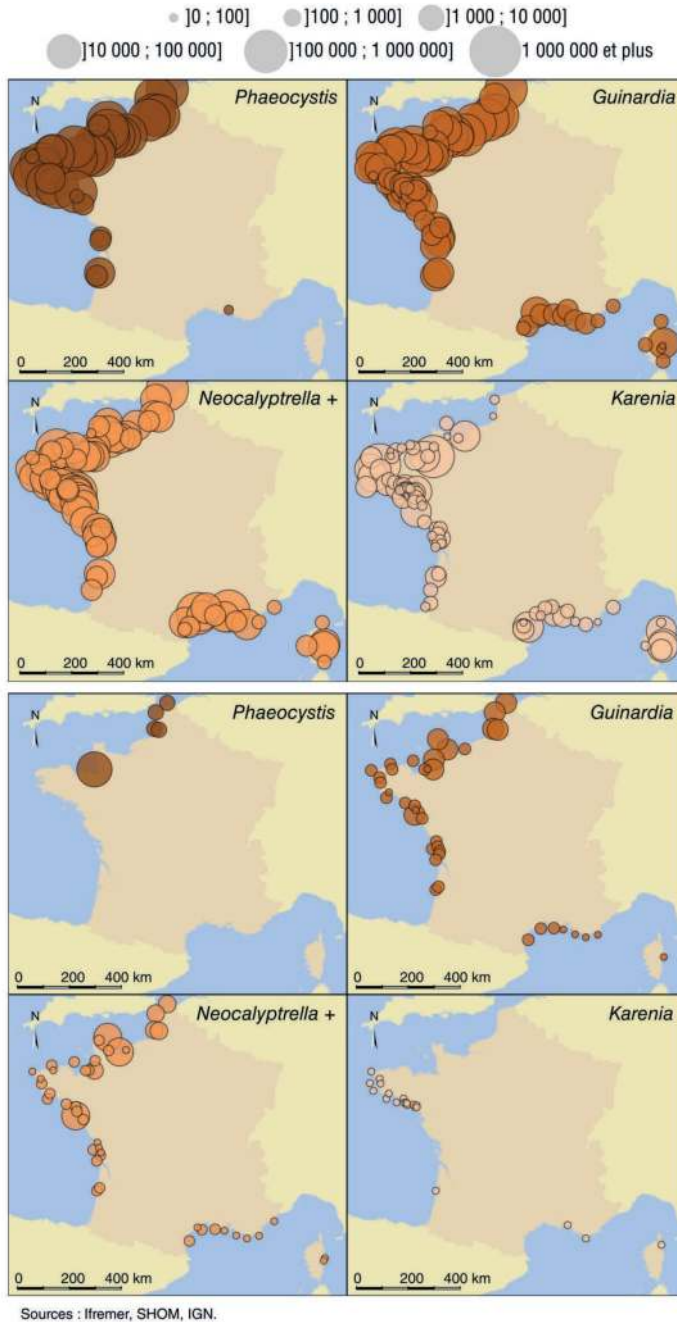 ]0 ; 100] ]100 ; 1 000] ]1 000 ; 10 000]
]10 000 ; 100 000] ]100 000 ; 1 000 000] 1 000 000 et plus
N Phaeocystis
0 200 400 km
N Guinardia
0 200 400 km
N Neocalyptrella +
0 200 400 km
N Karenia
0 200 400 km
N Phaeocystis
0 200 400 km
N Guinardia
0 200 400 km
N Neocalyptrella +
0 200 400 km
N Karenia
0 200 400 km
Sources : Ifremer, SHOM, IGN.